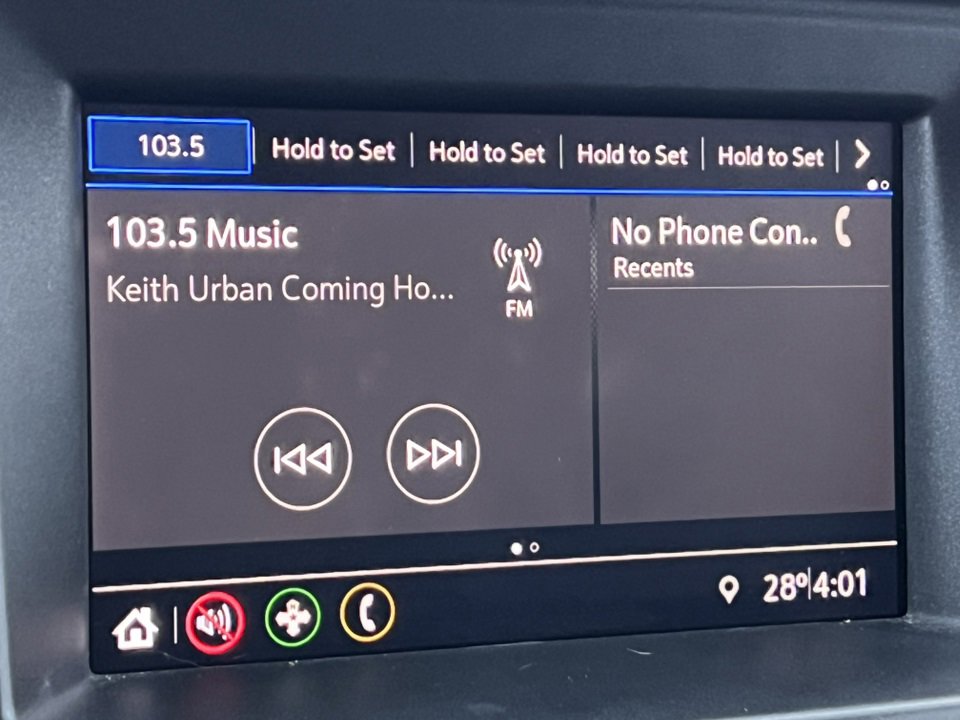 103.5 Hold to Set Hold to Set Hold to Set Hold to Set
103.5 Music
Keith Urban Coming Ho...
FM
No Phone Con..
Recents
28° 4:01